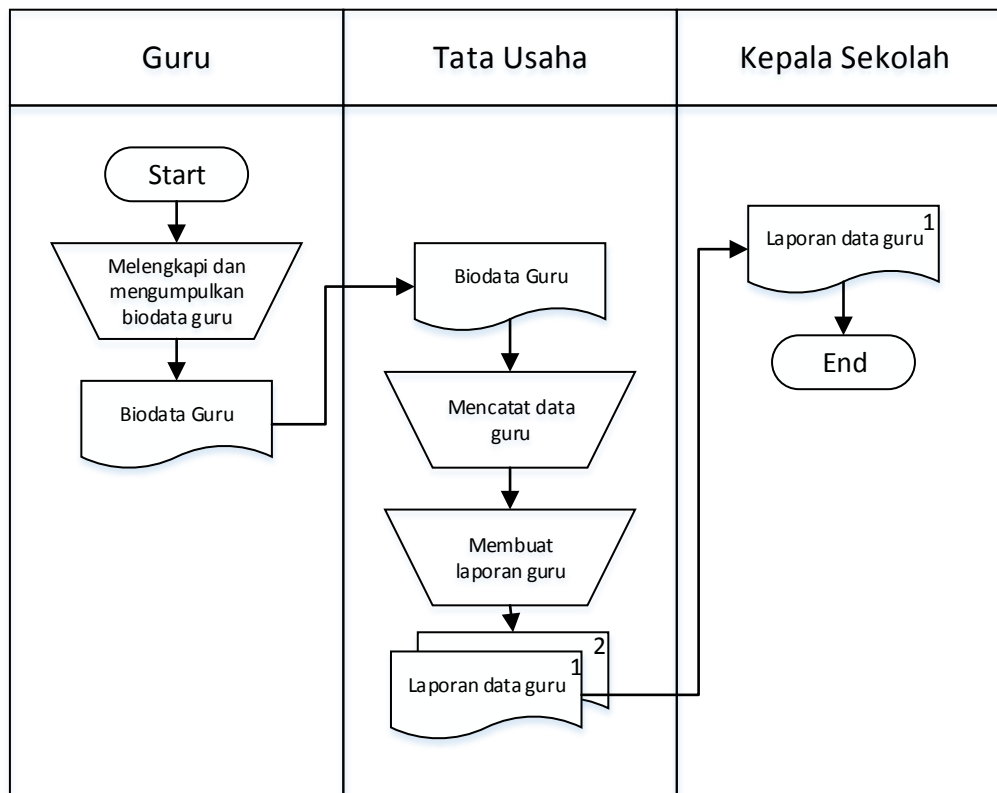 Guru
Tata Usaha
Kepala Sekolah
Start
Melengkapi dan
mengumpulkan
biodata guru
Biodata Guru
Biodata Guru
Mencatat data
guru
Membuat
laporan guru
2
1
Laporan data guru
1
Laporan data guru
End